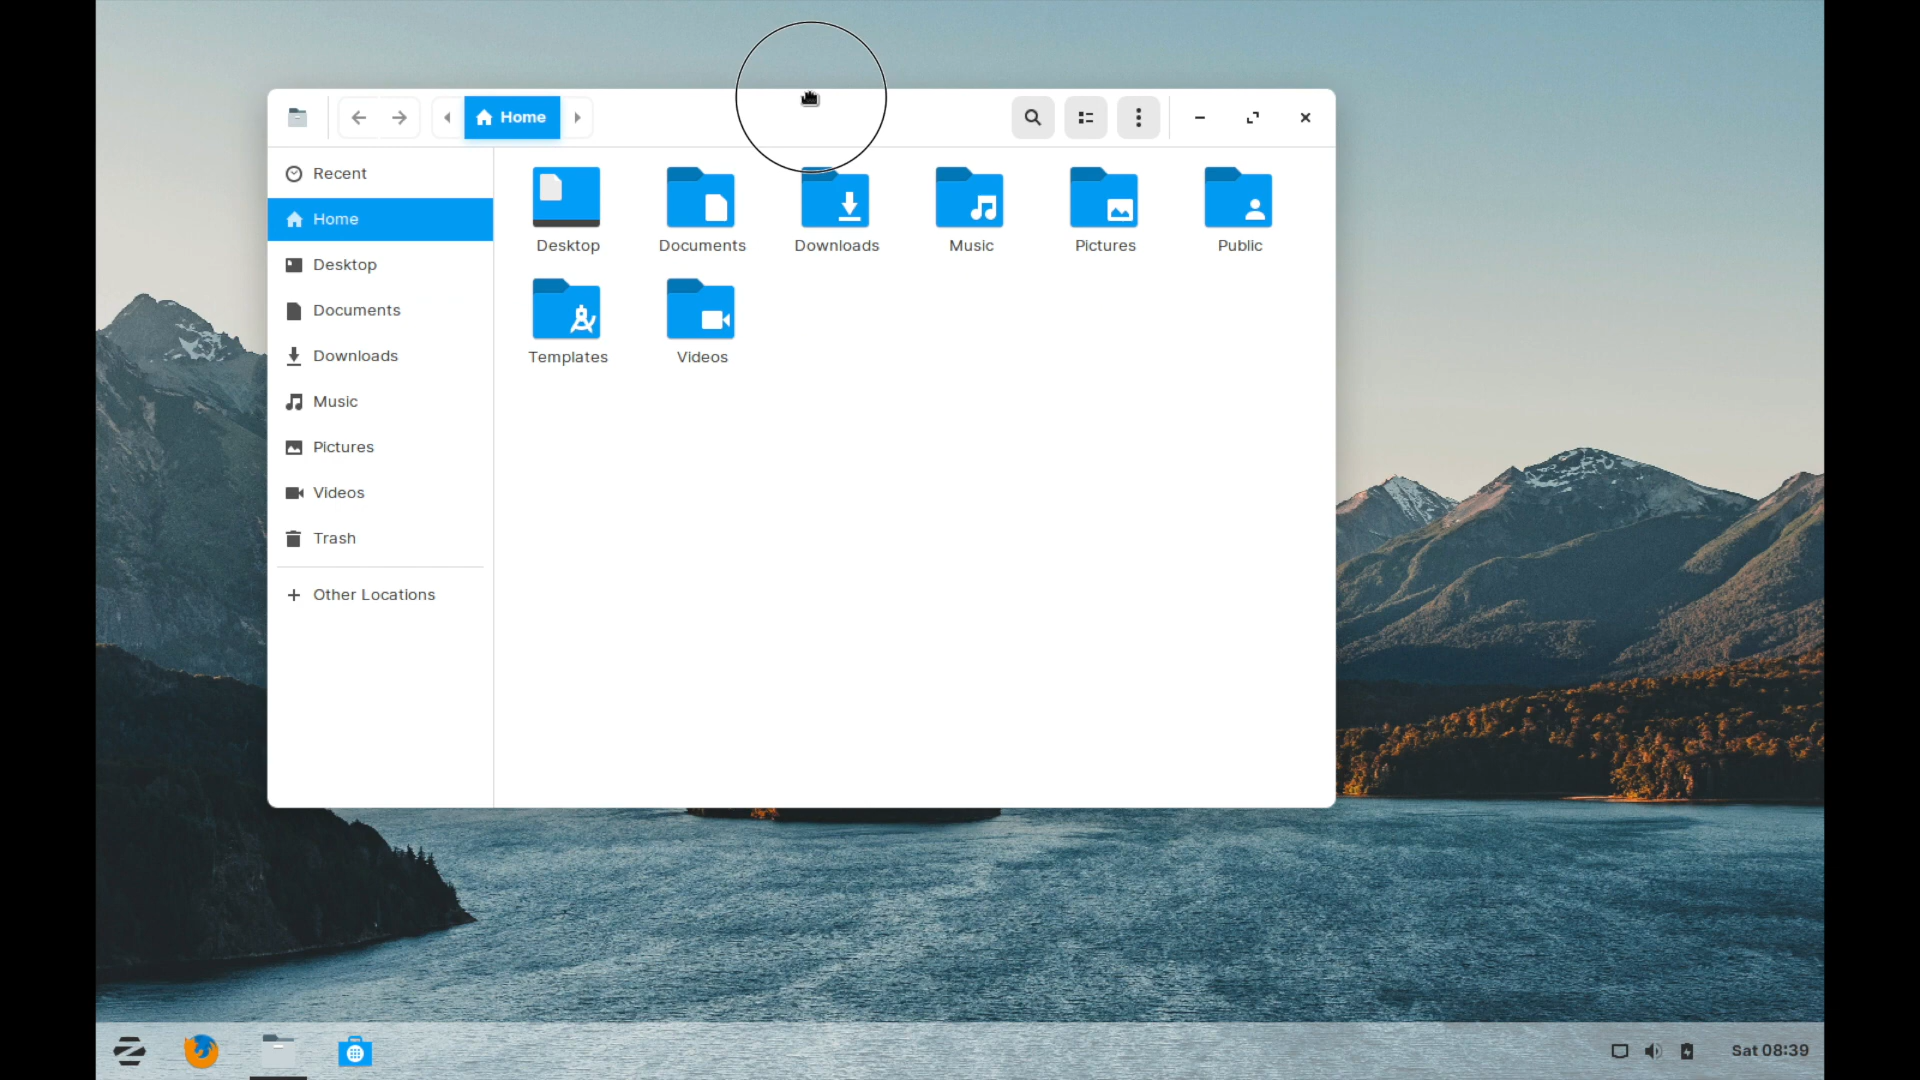 Home
Recent
Home
Desktop
Documents
Downloads
Music
Pictures
Videos
Trash
Other Locations
Desktop
Documents
Downloads
Music
Pictures
Public
Templates
Videos
Sat 08:39